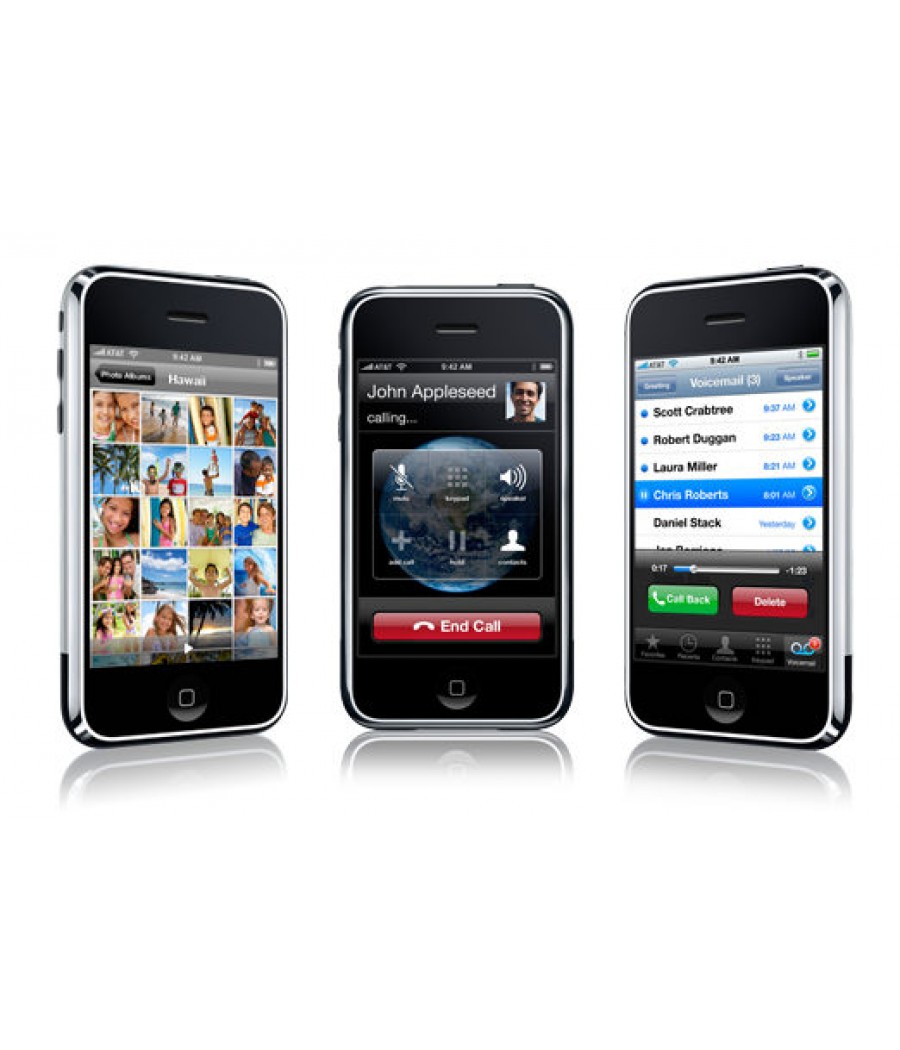 AT&T 9:42 AM
Photo Albums Hawaii
AT&T 9:42 AM
John Appleseed
calling...
mute keypad speaker
add call hold contacts
End Call
AT&T 9:42 AM
Greeting Voicemail (3) Speaker
Scott Crabtree 9:37 AM
Robert Duggan 9:23 AM
Laura Miller 8:21 AM
Chris Roberts 8:01 AM
Daniel Stack Yesterday
0:17 -1:23
Call Back Delete
Favorites Recents Contacts Keypad Voicemail